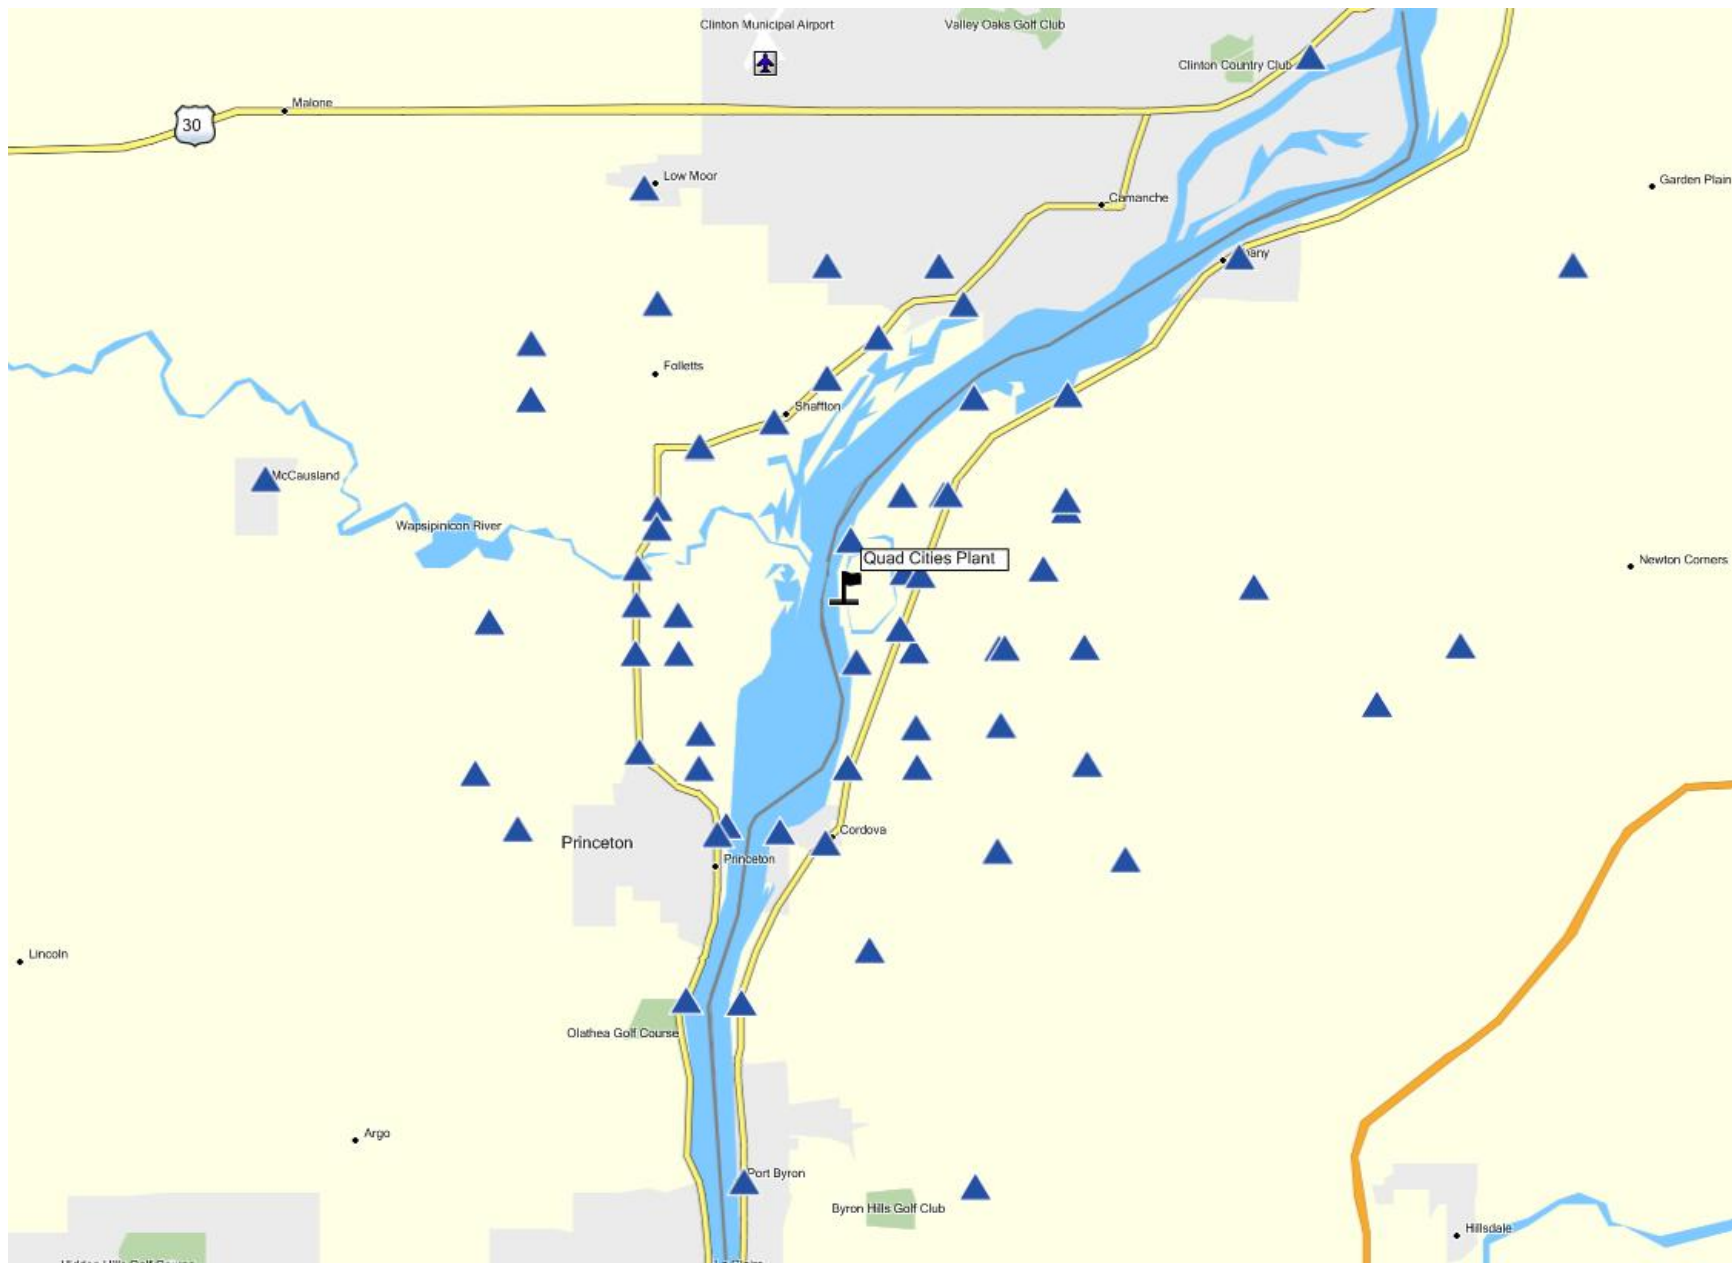 Clinton Municipal Airport
Valley Oaks Golf Club
Clinton Country Club
Malone
30
Low Moor
Garden Plain
Camanche
Folletts
Shaffton
McCausland
Wapsipinicon River
Quad Cities Plant
Newton Corners
Princeton
Cordova
Princeton
Lincoln
Olathea Golf Course
Argo
Port Byron
Byron Hills Golf Club
Hillsdale